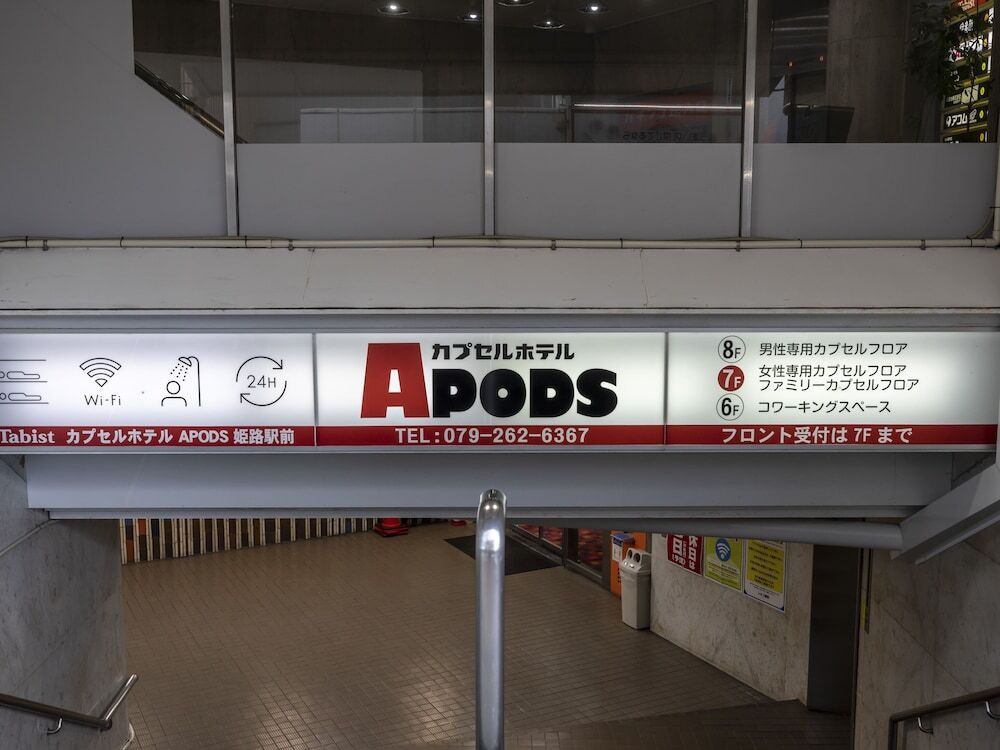 Wi-Fi
24H
Tabist カプセルホテル APODS 姫路駅前
カプセルホテル
APODS
TEL:079-262-6367
8F 男性専用カプセルフロア
7F 女性専用カプセルフロア
ファミリーカプセルフロア
6F コワーキングスペース
フロント受付は 7F まで
アコム